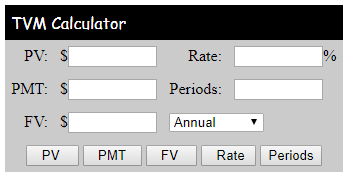 TVM Calculator
PV: $ Rate: %
PMT: $ Periods:
FV: $ Annual
PV PMT FV Rate Periods